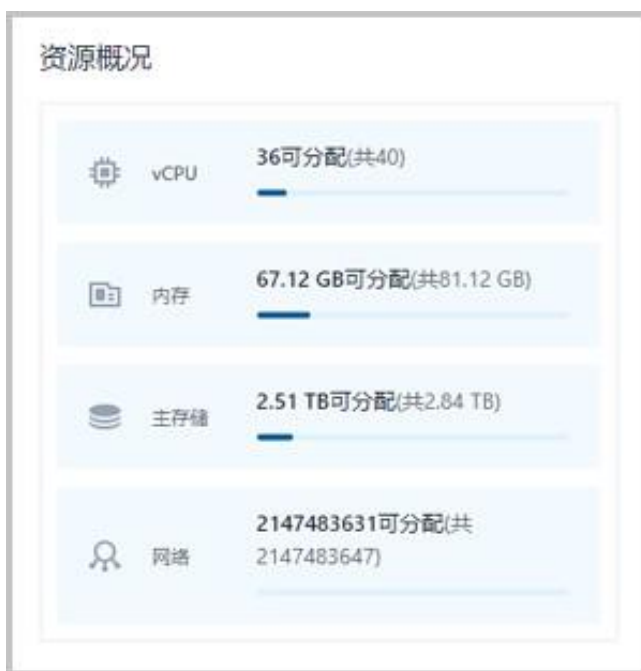 资源概况
vCPU
36可分配(共40)
内存
67.12 GB可分配(共81.12 GB)
主存储
2.51 TB可分配(共2.84 TB)
网络
2147483631可分配(共
2147483647)